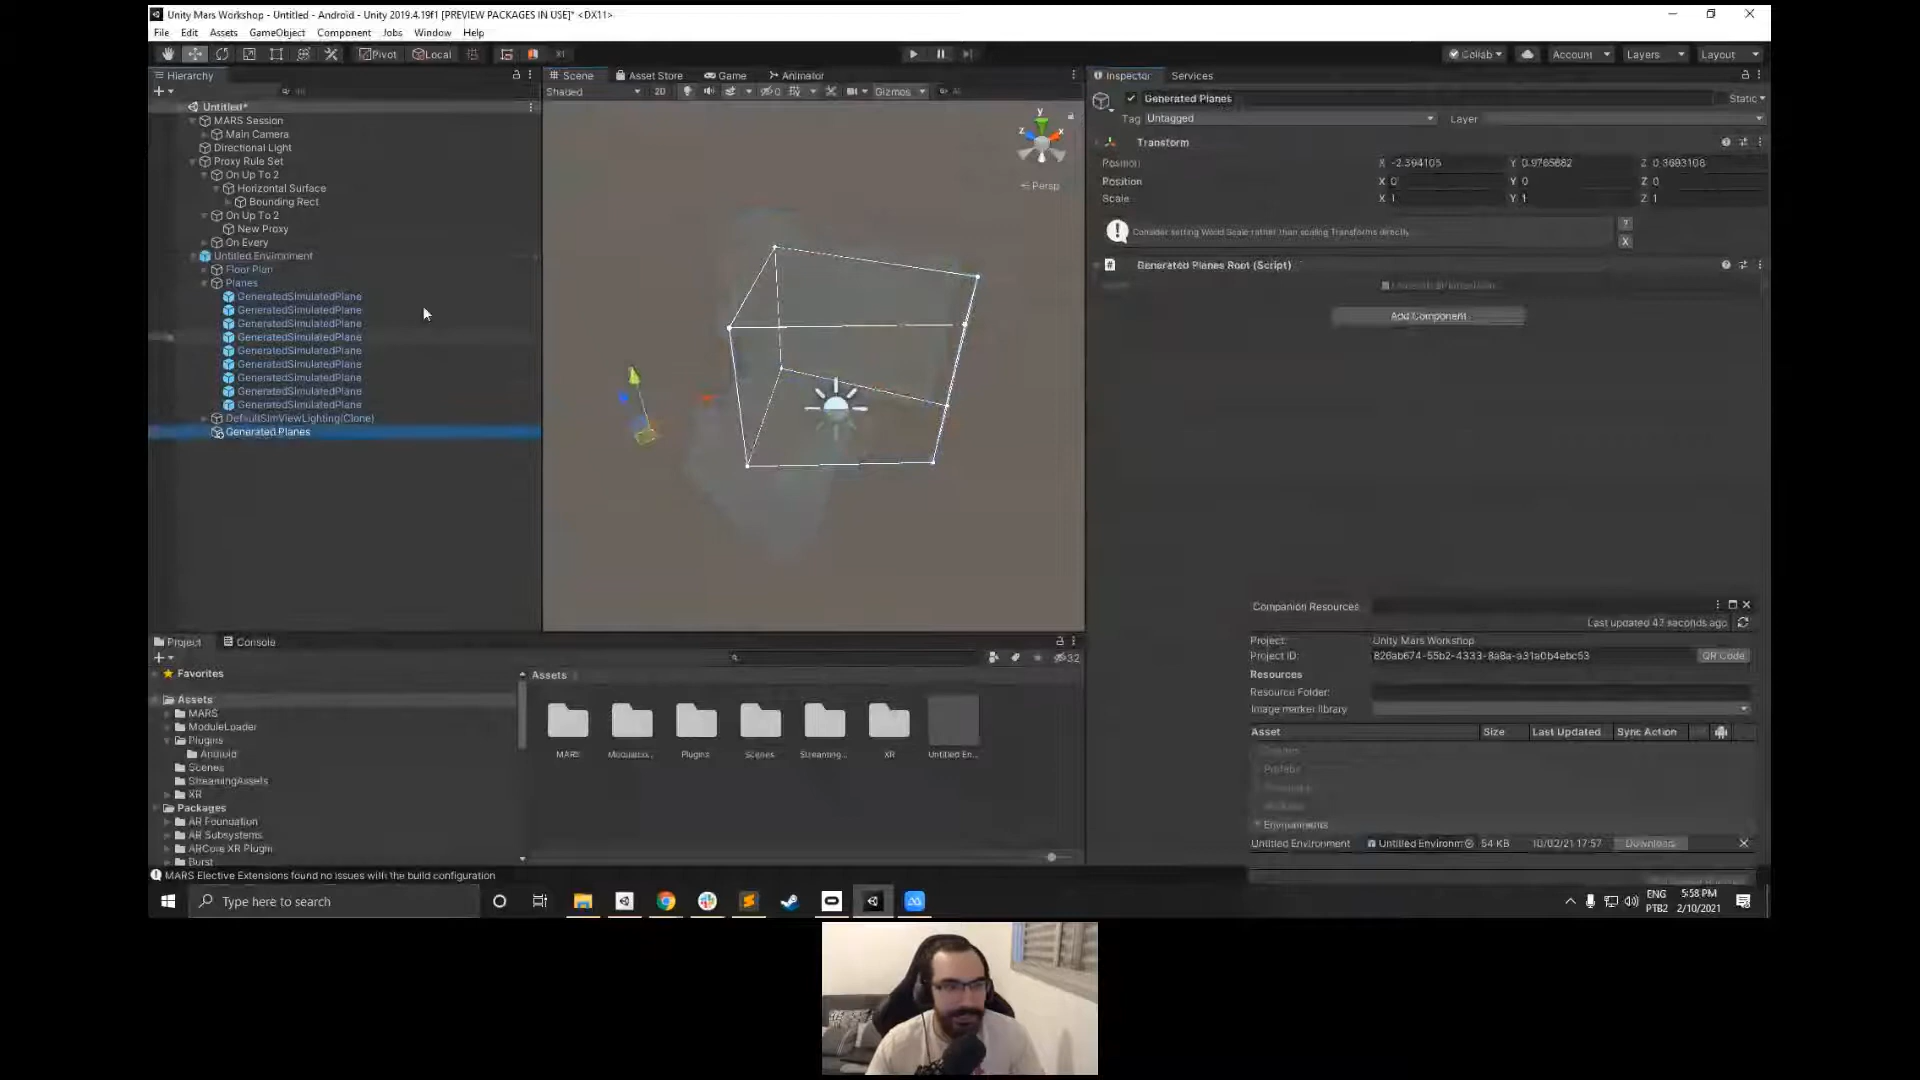 Unity Mars Workshop - Untitled - Android - Unity 2019.4.19f1 [PREVIEW PACKAGES IN USE]* <DX11>
File Edit Assets GameObject Component Jobs Window Help
Pivot Local Collab Account Layers Layout
Hierarchy
Untitled*
MARS Session
Main Camera
Directional Light
Proxy Rule Set
On Up To 2
Horizontal Surface
Bounding Rect
On Up To 2
New Proxy
On Every
Untitled Environment
Floor Plan
Planes
GeneratedSimulatedPlane
GeneratedSimulatedPlane
GeneratedSimulatedPlane
GeneratedSimulatedPlane
GeneratedSimulatedPlane
GeneratedSimulatedPlane
GeneratedSimulatedPlane
GeneratedSimulatedPlane
GeneratedSimulatedPlane
DefaultSimViewLighting(Clone)
Generated Planes
Scene Asset Store Game Animator
Shaded 2D 0 Gizmos
y
z x
Persp
Inspector Services
Generated Planes Static
Tag Untagged Layer
Transform
Position X -2.394105 Y 0.9765682 Z 0.3693108
Position X 0 Y 0 Z 0
Scale X 1 Y 1 Z 1
Consider setting World Scale rather than scaling Transforms directly
?
X
Generated Planes Root (Script)
Add Component
Companion Resources
Last updated 47 seconds ago
Project: Unity Mars Workshop
Project ID: 826ab674-55b2-4333-8a8a-a31a0b4ebc53 QR Code
Resources
Resource Folder:
Image marker library
Asset Size Last Updated Sync Action
Prefabs
Environments
Untitled Environment Untitled Environm 54 KB 10/02/21 17:57 Download
Project Console
32
Favorites
Assets
MARS
ModuleLoader
Plugins
Android
Scenes
StreamingAssets
XR
Packages
AR Foundation
AR Subsystems
ARCore XR Plugin
Burst
Assets
MARS Plugins Scenes Streaming... XR Untitled En...
MARS Elective Extensions found no issues with the build configuration
Type here to search
ENG 5:58 PM
PTB2 2/10/2021